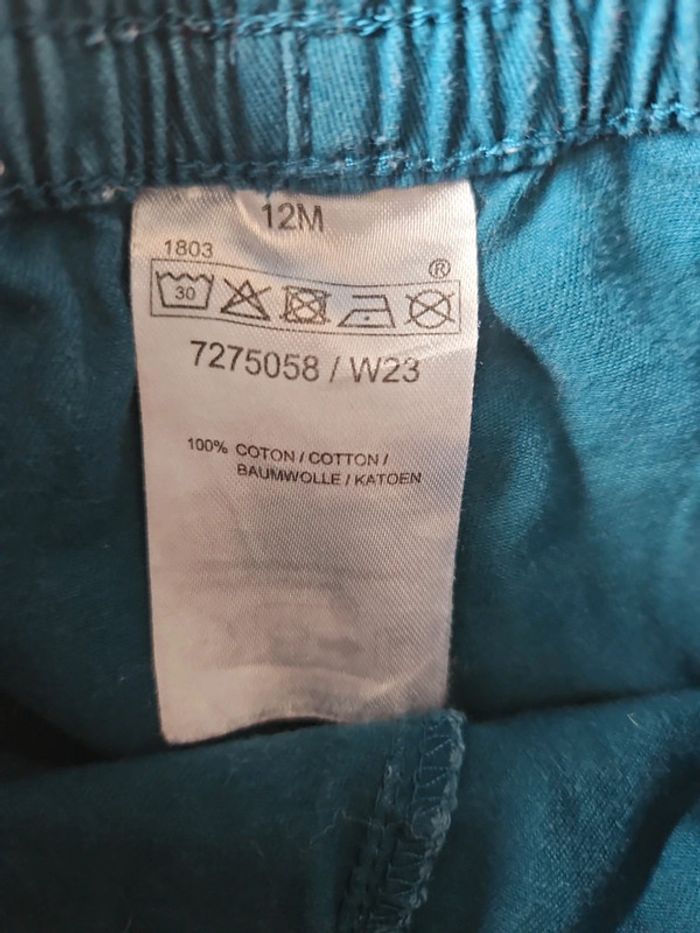 12M
1803
®
30
7275058 / W23
100% COTON / COTTON /
BAUMWOLLE / KATOEN